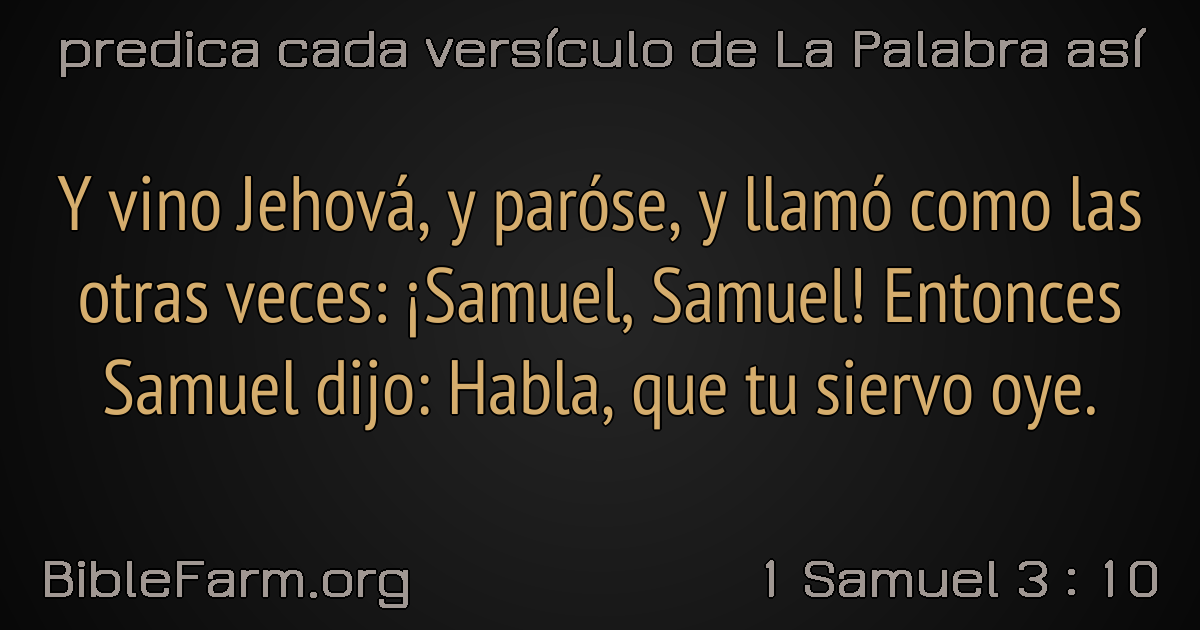 predica cada versículo de La Palabra así
Y vino Jehová, y paróse, y llamó como las
otras veces: ¡Samuel, Samuel! Entonces
Samuel dijo: Habla, que tu siervo oye.
BibleFarm.org
1 Samuel 3 : 10